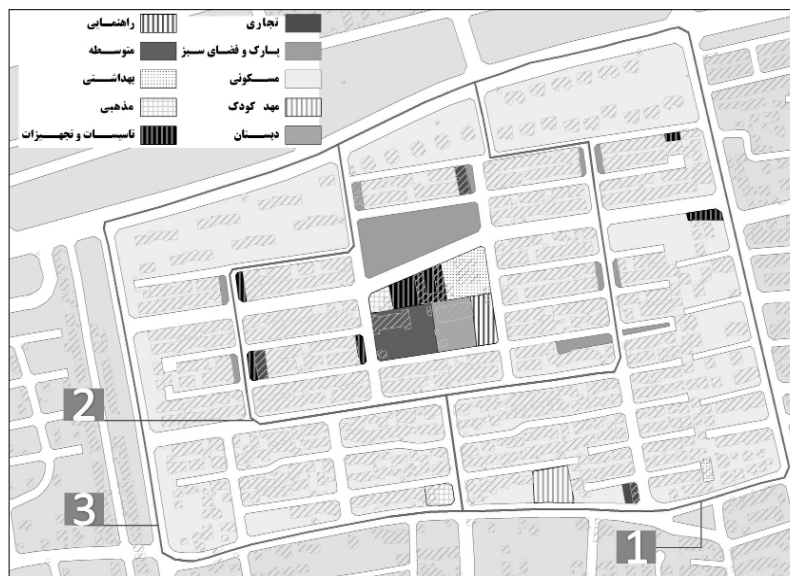 تجاری
پارک و فضای سبز
مسکونی
مهد کودک
دبستان
راهنمایی
متوسطه
بهداشتی
مذهبی
تاسیسات و تجهیزات
2
3
1